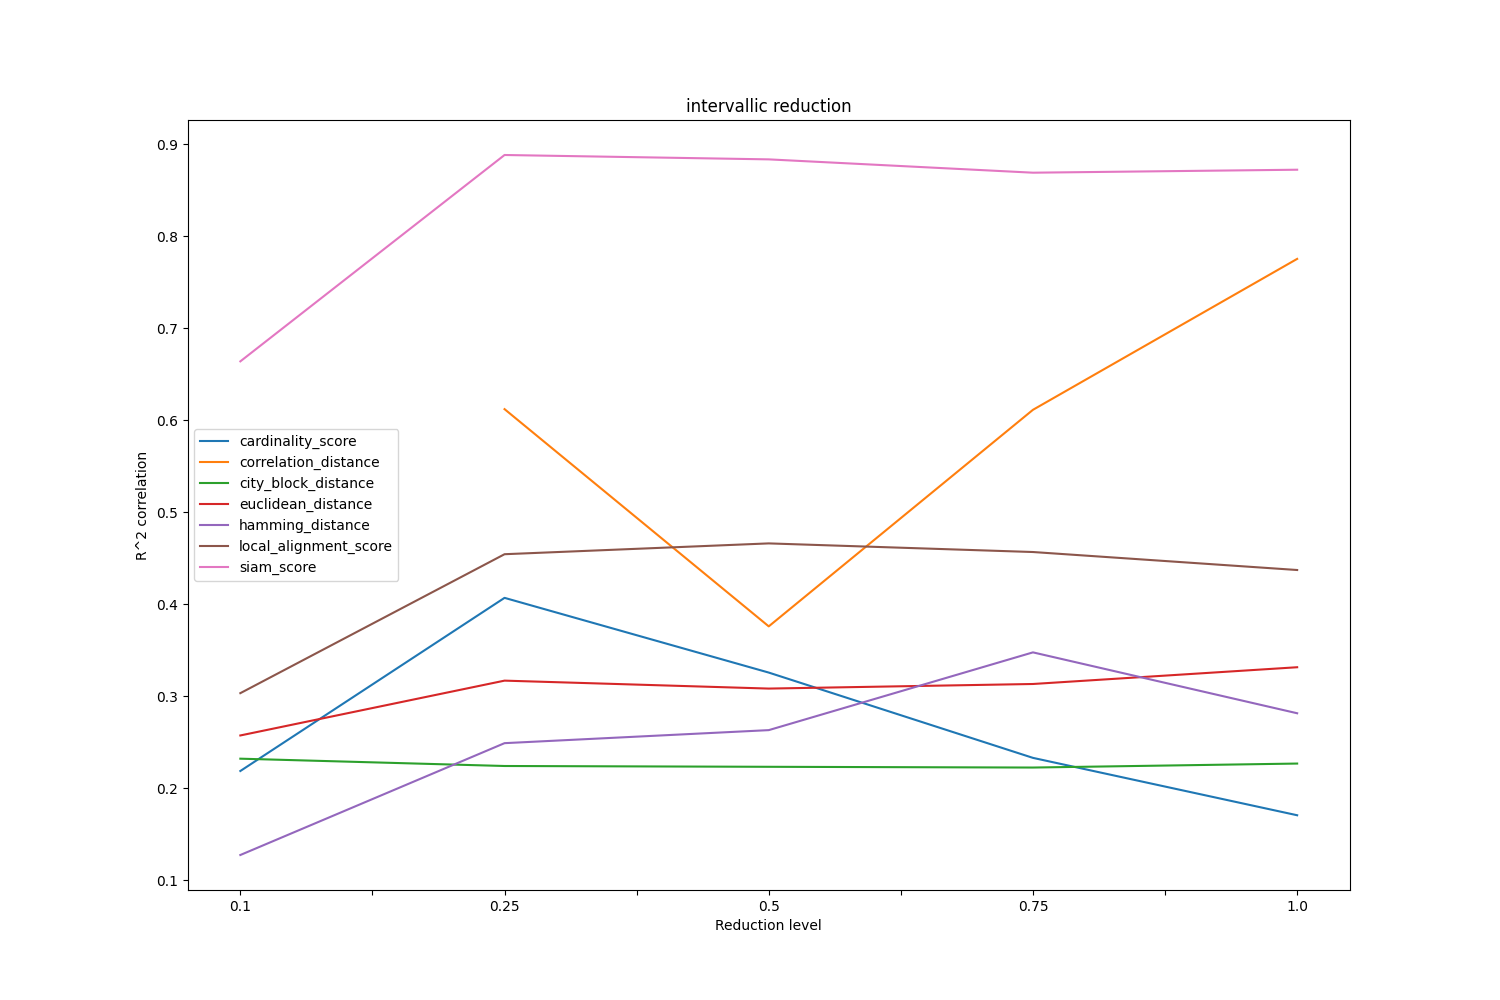 intervallic reduction
0.9
0.8
0.7
0.6
0.5
0.4
0.3
0.2
0.1
R^2 correlation
cardinality_score
correlation_distance
city_block_distance
euclidean_distance
hamming_distance
local_alignment_score
siam_score
0.1 0.25 0.5 0.75 1.0
Reduction level